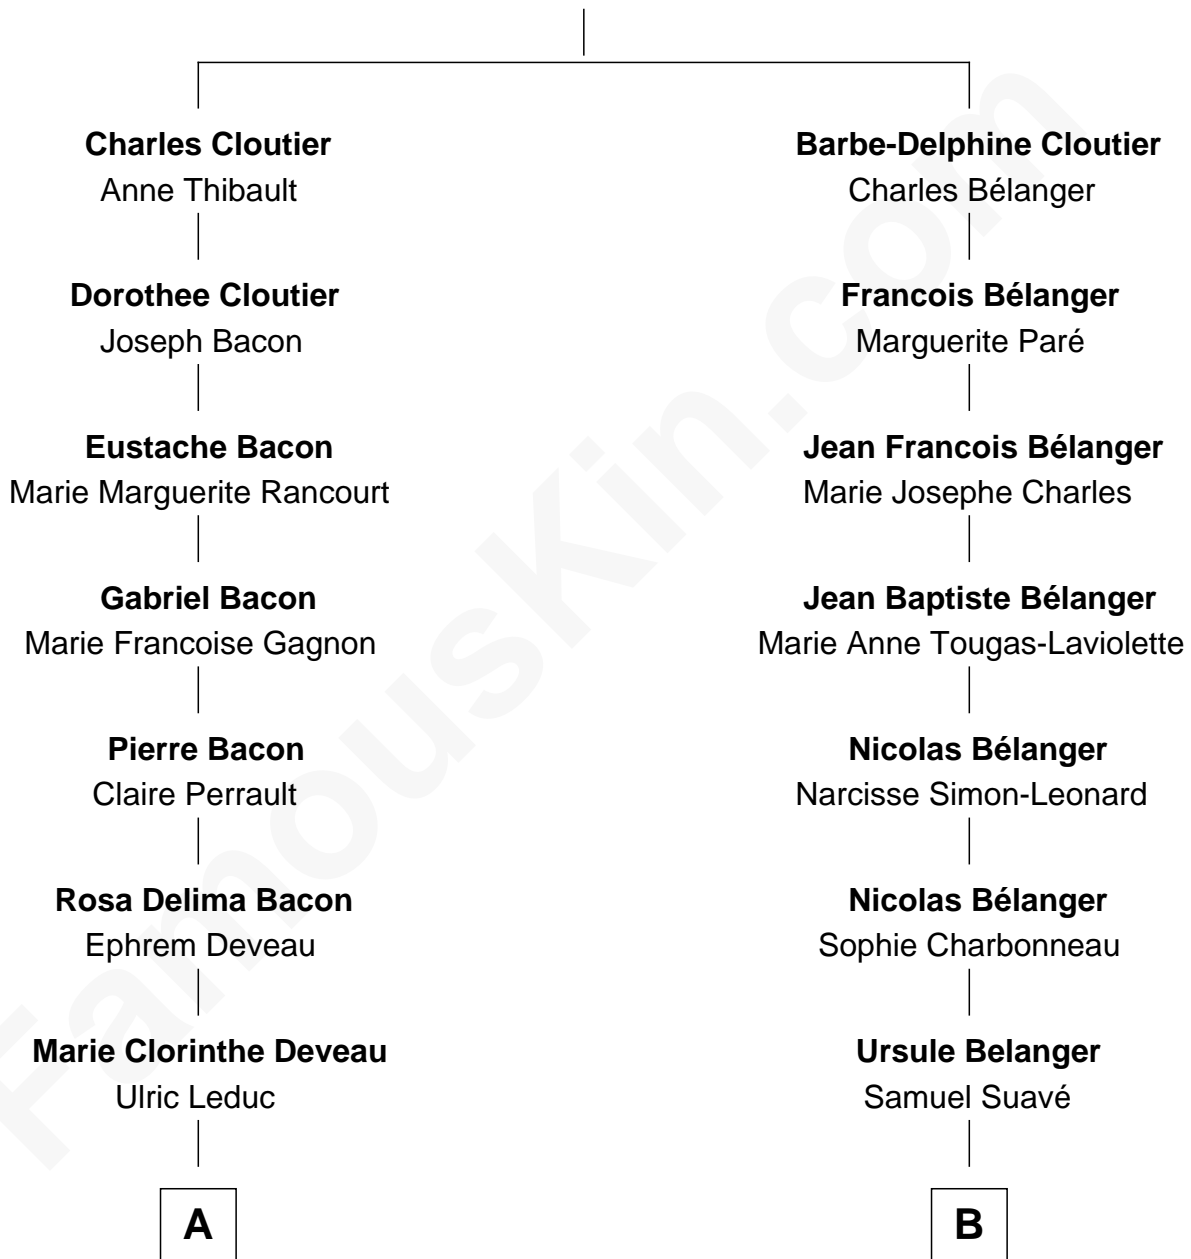 Charles Cloutier
Anne Thibault
Dorothee Cloutier
Joseph Bacon
Eustache Bacon
Marie Marguerite Rancourt
Gabriel Bacon
Marie Francoise Gagnon
Pierre Bacon
Claire Perrault
Rosa Delima Bacon
Ephrem Deveau
Marie Clorinthe Deveau
Ulric Leduc
A
Barbe-Delphine Cloutier
Charles Bélanger
Francois Bélanger
Marguerite Paré
Jean Francois Bélanger
Marie Josephe Charles
Jean Baptiste Bélanger
Marie Anne Tougas-Laviolette
Nicolas Bélanger
Narcisse Simon-Leonard
Nicolas Bélanger
Sophie Charbonneau
Ursule Belanger
Samuel Suavé
B
FamousKin.com